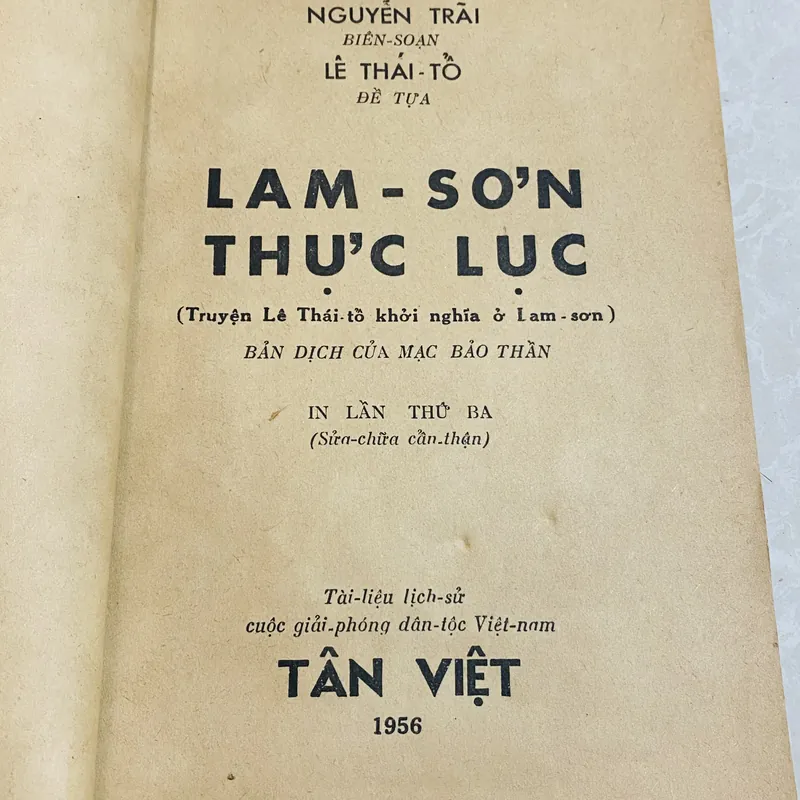 NGUYỄN TRÃI
BIÊN-SOẠN
LÊ THÁI-TỔ
ĐỀ TỰA
LAM-SƠN
THỰC LỤC
(Truyện Lê Thái-tổ khởi nghĩa ở Lam-sơn)
BẢN DỊCH CỦA MẠC BẢO THẦN
IN LẦN THỨ BA
(Sửa-chữa cẩn-thận)
Tài-liệu lịch-sử
cuộc giải-phóng dân-tộc Việt-nam
TÂN VIỆT
1956